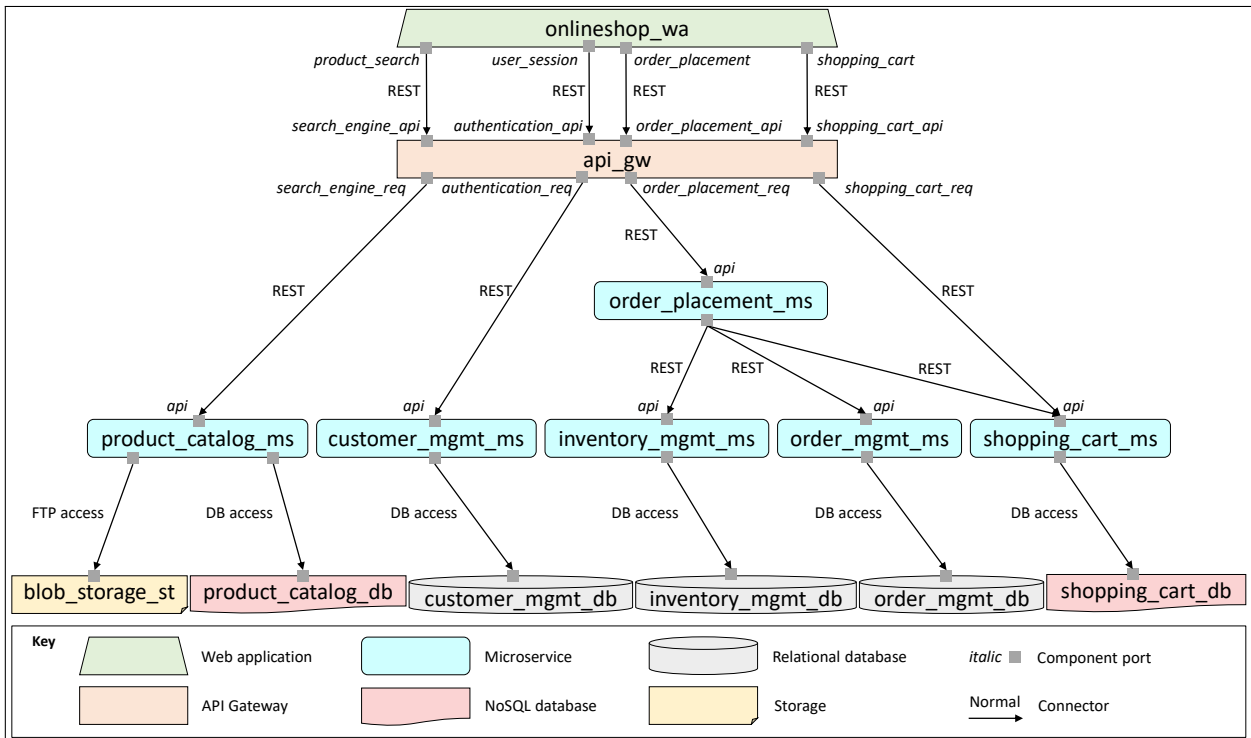 onlineshop_wa
product_search
user_session
order_placement
shopping_cart
REST
REST
REST
REST
search_engine_api
authentication_api
order_placement_api
shopping_cart_api
api_gw
search_engine_req
authentication_req
order_placement_req
shopping_cart_req
REST
api
REST
REST
REST
order_placement_ms
REST
REST
REST
api
api
api
api
api
product_catalog_ms
customer_mgmt_ms
inventory_mgmt_ms
order_mgmt_ms
shopping_cart_ms
FTP access
DB access
DB access
DB access
DB access
DB access
blob_storage_st
product_catalog_db
customer_mgmt_db
inventory_mgmt_db
order_mgmt_db
shopping_cart_db
Key
Web application
Microservice
Relational database
italic
Component port
API Gateway
NoSQL database
Storage
Normal
Connector